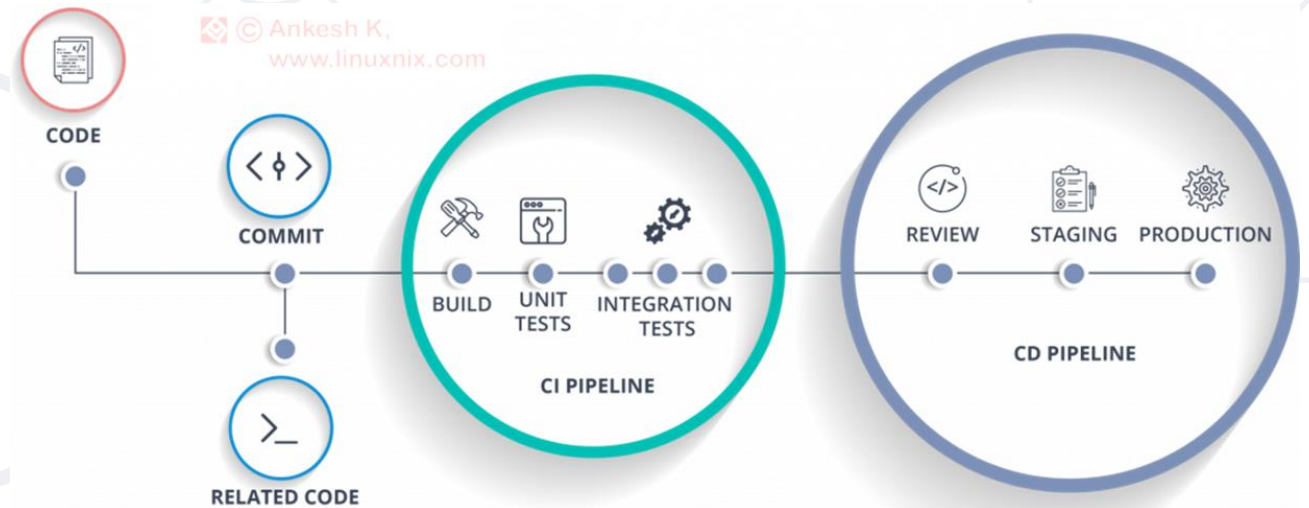 © Ankesh K,
www.linuxnix.com
CODE
COMMIT
RELATED CODE
BUILD
UNIT
TESTS
INTEGRATION
TESTS
CI PIPELINE
REVIEW
STAGING
PRODUCTION
CD PIPELINE